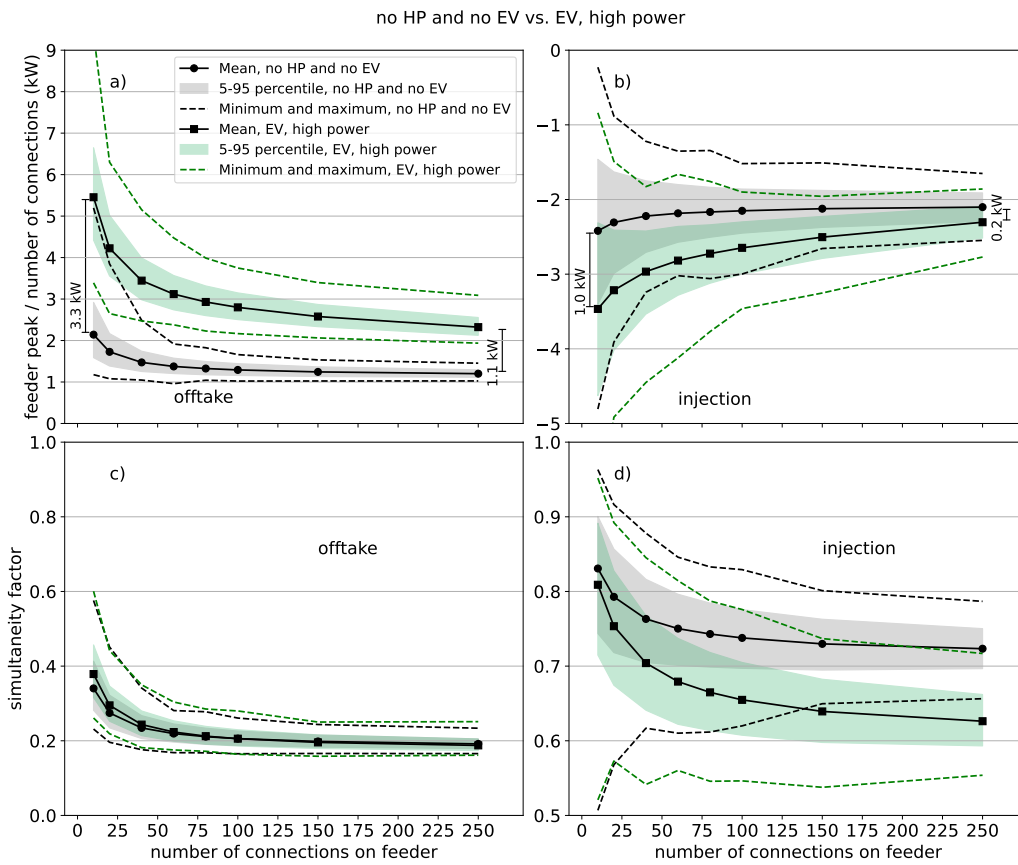 no HP and no EV vs. EV, high power
feeder peak / number of connections (kW)
9
8
7
6
5
4
3
2
1
0
a)
Mean, no HP and no EV
5-95 percentile, no HP and no EV
Minimum and maximum, no HP and no EV
Mean, EV, high power
5-95 percentile, EV, high power
Minimum and maximum, EV, high power
3.3 kW
1.1 kW
offtake
0
−1
−2
−3
−4
−5
b)
1.0 kW
0.2 kW
injection
simultaneity factor
1.0
0.8
0.6
0.4
0.2
0.0
c)
offtake
0 25 50 75 100 125 150 175 200 225 250
number of connections on feeder
1.0
0.9
0.8
0.7
0.6
0.5
d)
injection
0 25 50 75 100 125 150 175 200 225 250
number of connections on feeder